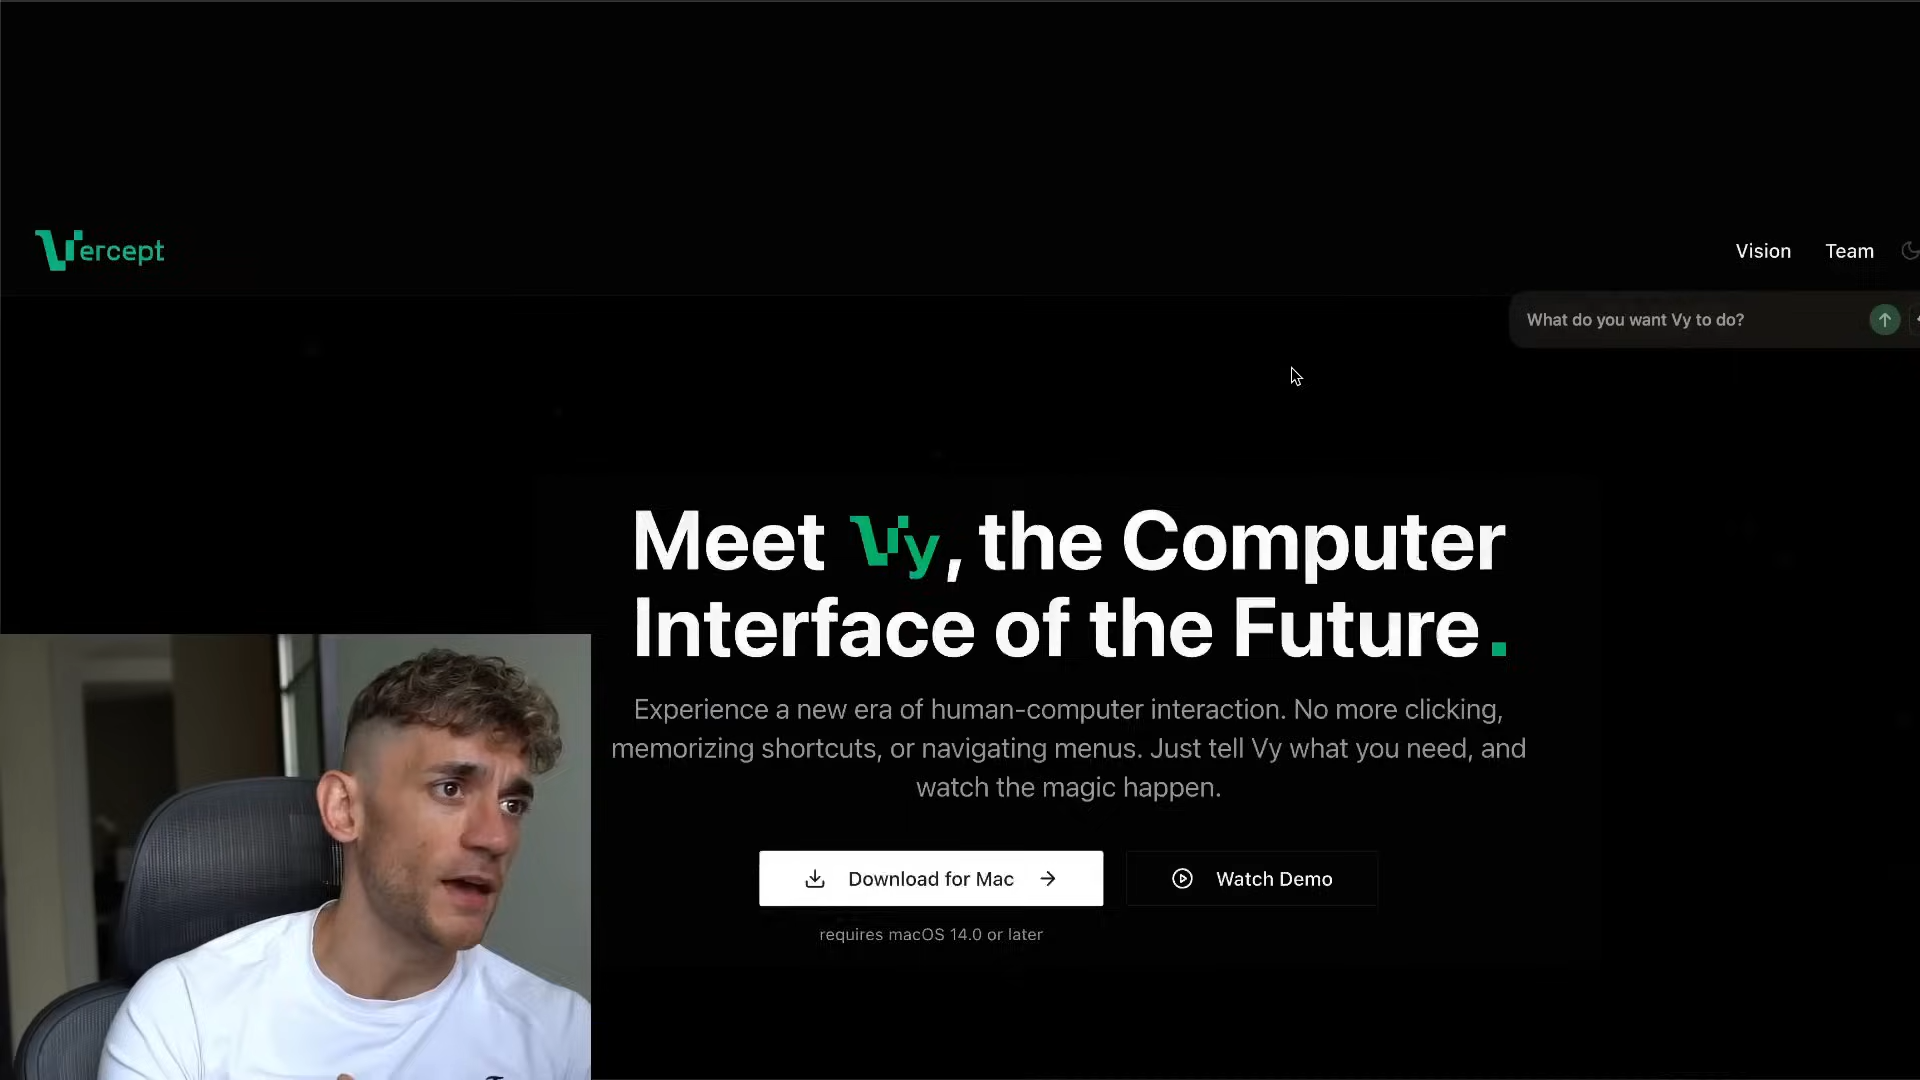 Vercept
Vision
Team
What do you want Vy to do?
Meet Vy, the Computer
Interface of the Future.
Experience a new era of human-computer interaction. No more clicking,
memorizing shortcuts, or navigating menus. Just tell Vy what you need, and
watch the magic happen.
Download for Mac
Watch Demo
requires macOS 14.0 or later